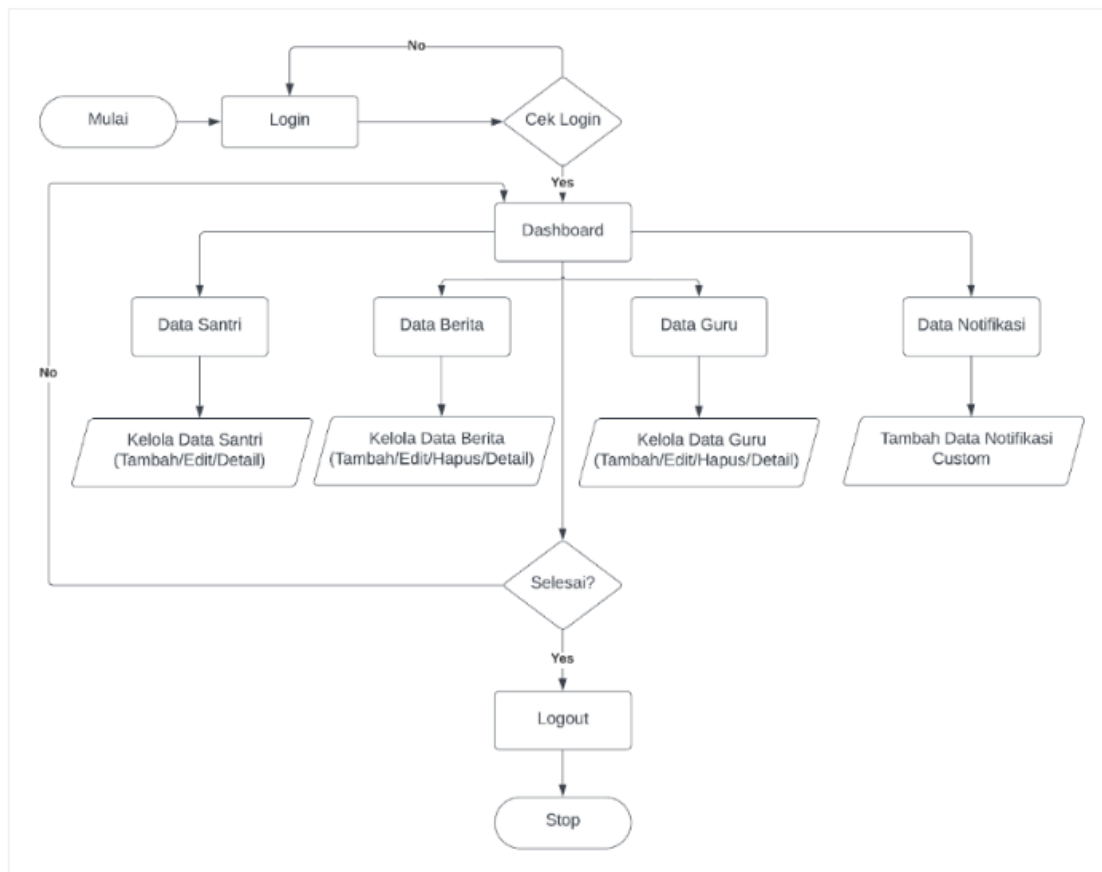 No
Mulai
Login
Cek Login
Yes
Dashboard
Data Santri
Data Berita
Data Guru
Data Notifikasi
No
Kelola Data Santri
(Tambah/Edit/Detail)
Kelola Data Berita
(Tambah/Edit/Hapus/Detail)
Kelola Data Guru
(Tambah/Edit/Hapus/Detail)
Tambah Data Notifikasi
Custom
Selesai?
Yes
Logout
Stop